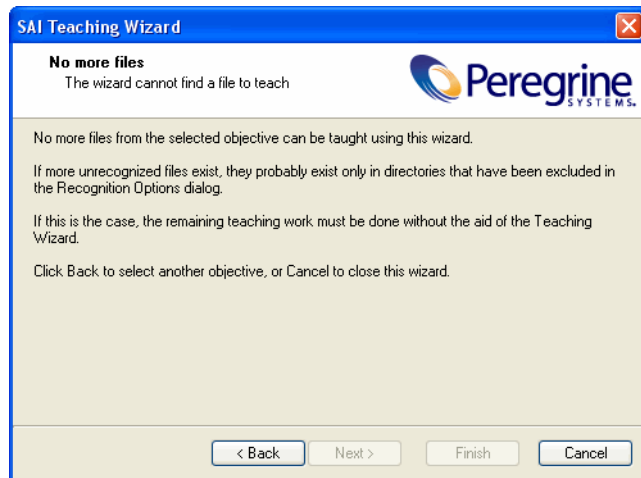 SAI Teaching Wizard
No more files
The wizard cannot find a file to teach
Peregrine
SYSTEMS.
No more files from the selected objective can be taught using this wizard.
If more unrecognized files exist, they probably exist only in directories that have been excluded in
the Recognition Options dialog.
If this is the case, the remaining teaching work must be done without the aid of the Teaching
Wizard.
Click Back to select another objective, or Cancel to close this wizard.
< Back
Next >
Finish
Cancel